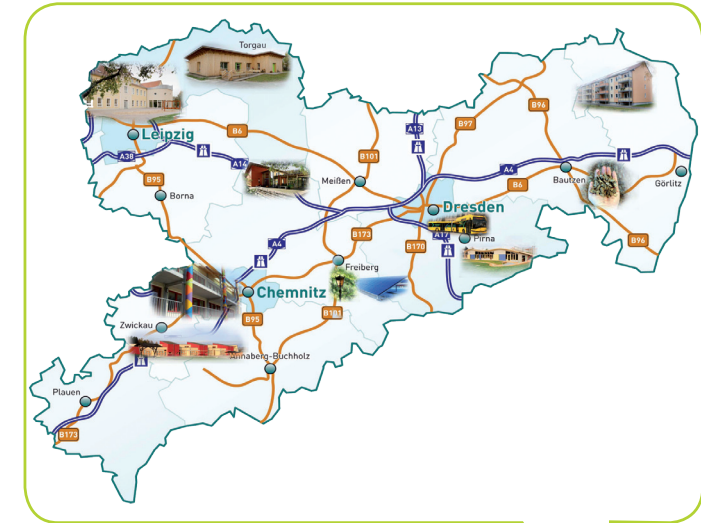 Torgau
B96
A13
B97
B6
Leipzig
A38
A14
B101
A4
Meißen
Bautzen
B6
Görlitz
B95
Borna
Dresden
B173
A17
Pirna
B96
A4
B170
Freiberg
Chemnitz
B95
B101
Zwickau
Annaberg-Buchholz
Plauen
B173